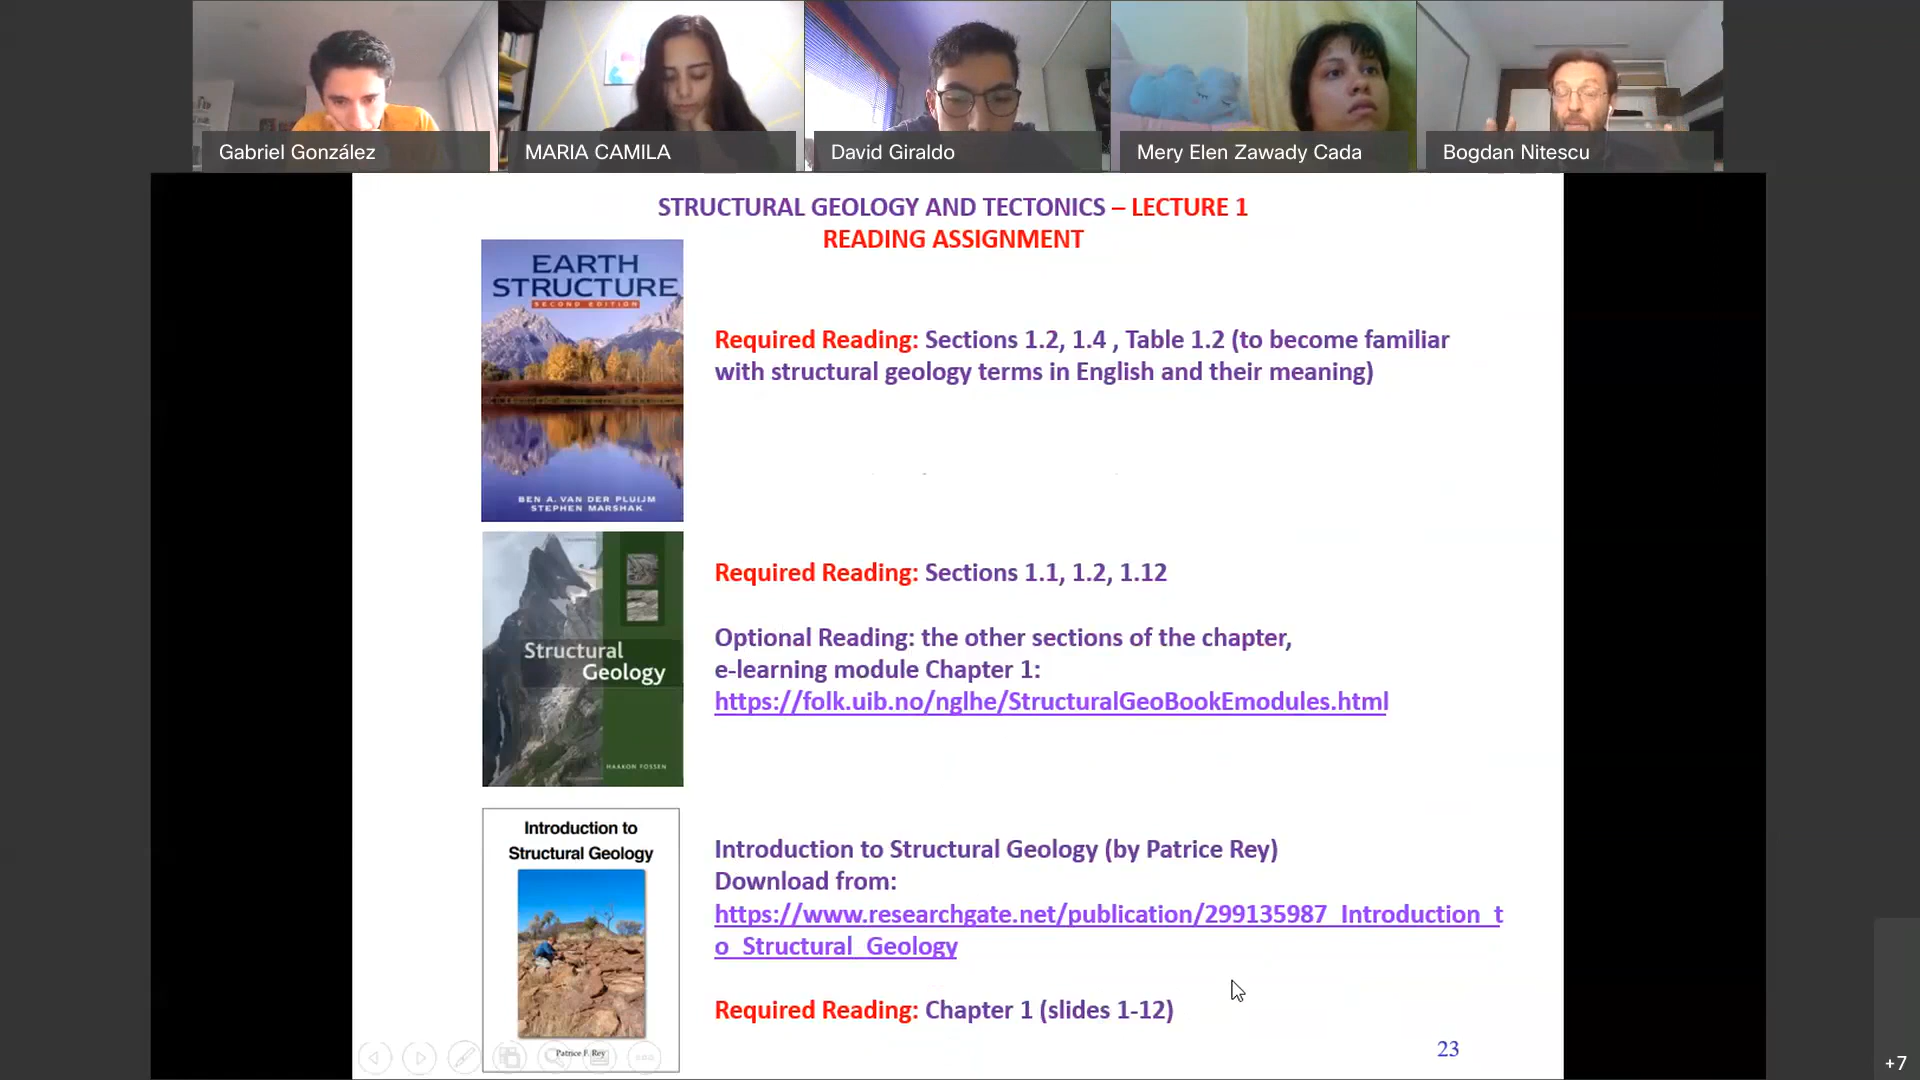 Gabriel González
MARIA CAMILA
David Giraldo
Mery Elen Zawady Cada
Bogdan Nitescu
STRUCTURAL GEOLOGY AND TECTONICS – LECTURE 1
READING ASSIGNMENT
EARTH
STRUCTURE
SECOND EDITION
BEN A. VAN DER PLUIJM
STEPHEN MARSHAK
Required Reading: Sections 1.2, 1.4 , Table 1.2 (to become familiar
with structural geology terms in English and their meaning)
Structural
Geology
HAAKON FOSSEN
Required Reading: Sections 1.1, 1.2, 1.12
Optional Reading: the other sections of the chapter,
e-learning module Chapter 1:
https://folk.uib.no/nglhe/StructuralGeoBookEmodules.html
Introduction to
Structural Geology
Patrice F. Rey
Introduction to Structural Geology (by Patrice Rey)
Download from:
https://www.researchgate.net/publication/299135987_Introduction_t
o_Structural_Geology
Required Reading: Chapter 1 (slides 1-12)
23
+7